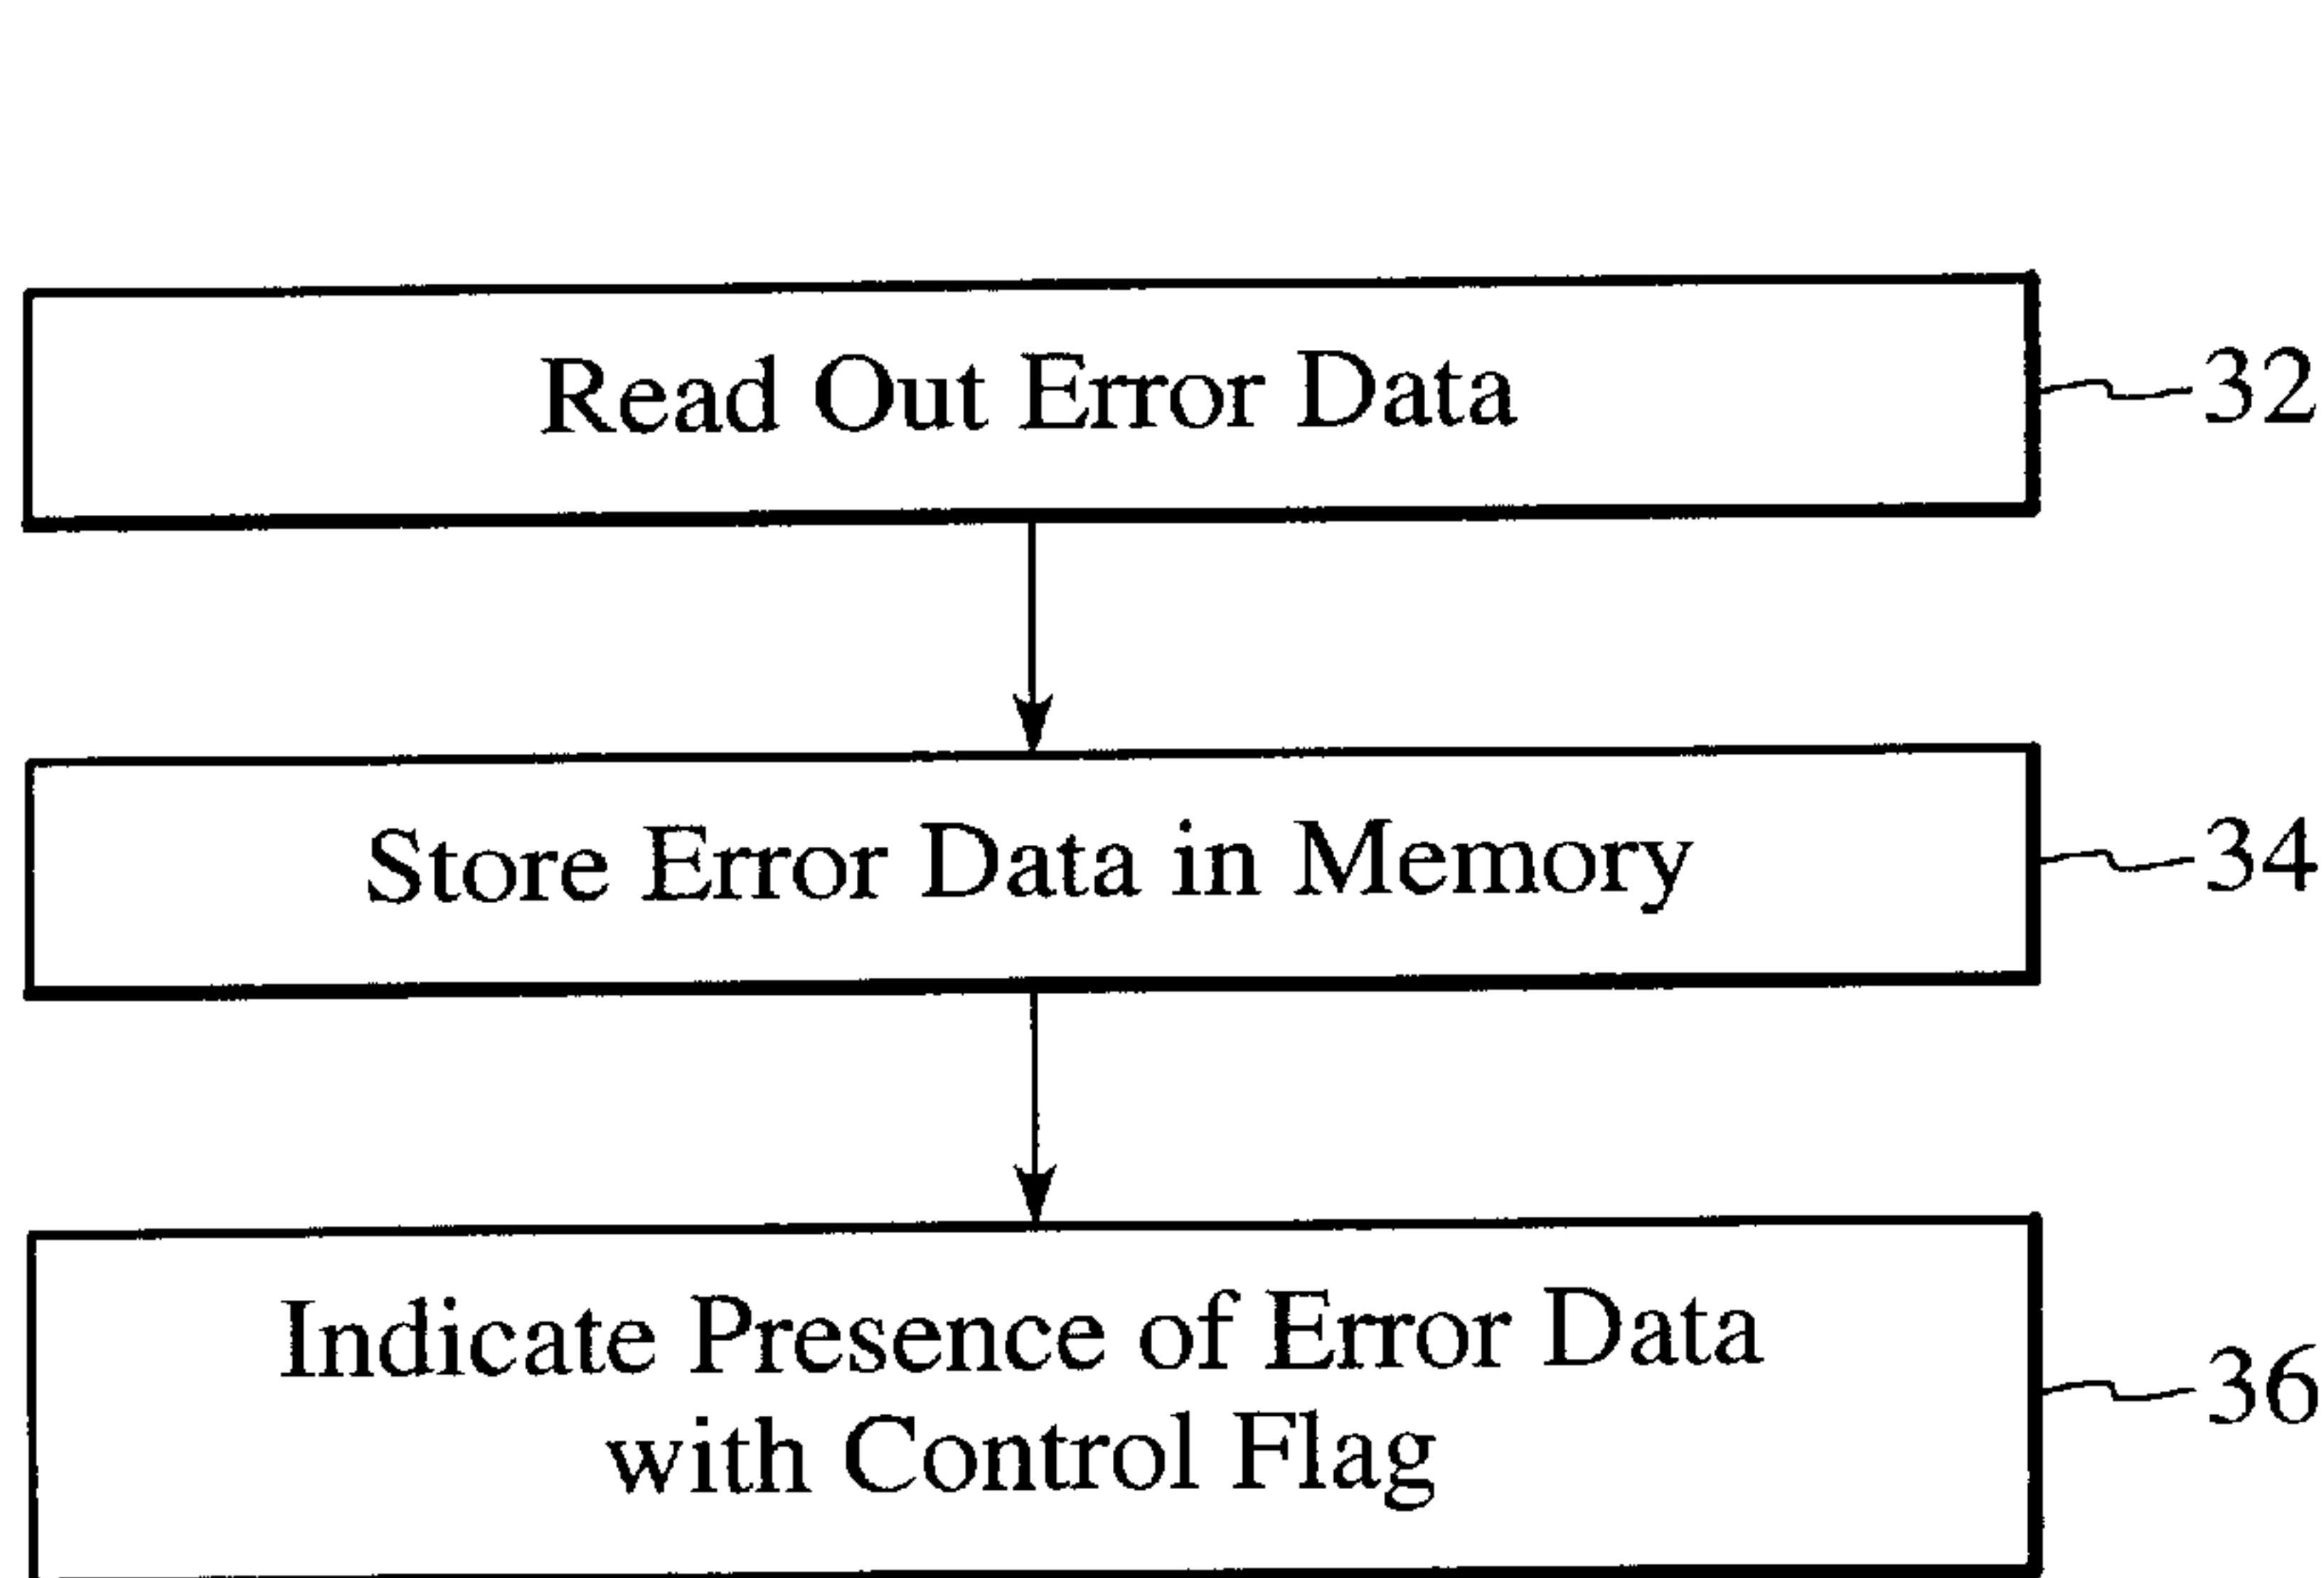 Read Out Error Data
32
Store Error Data in Memory
34
Indicate Presence of Error Data
with Control Flag
36